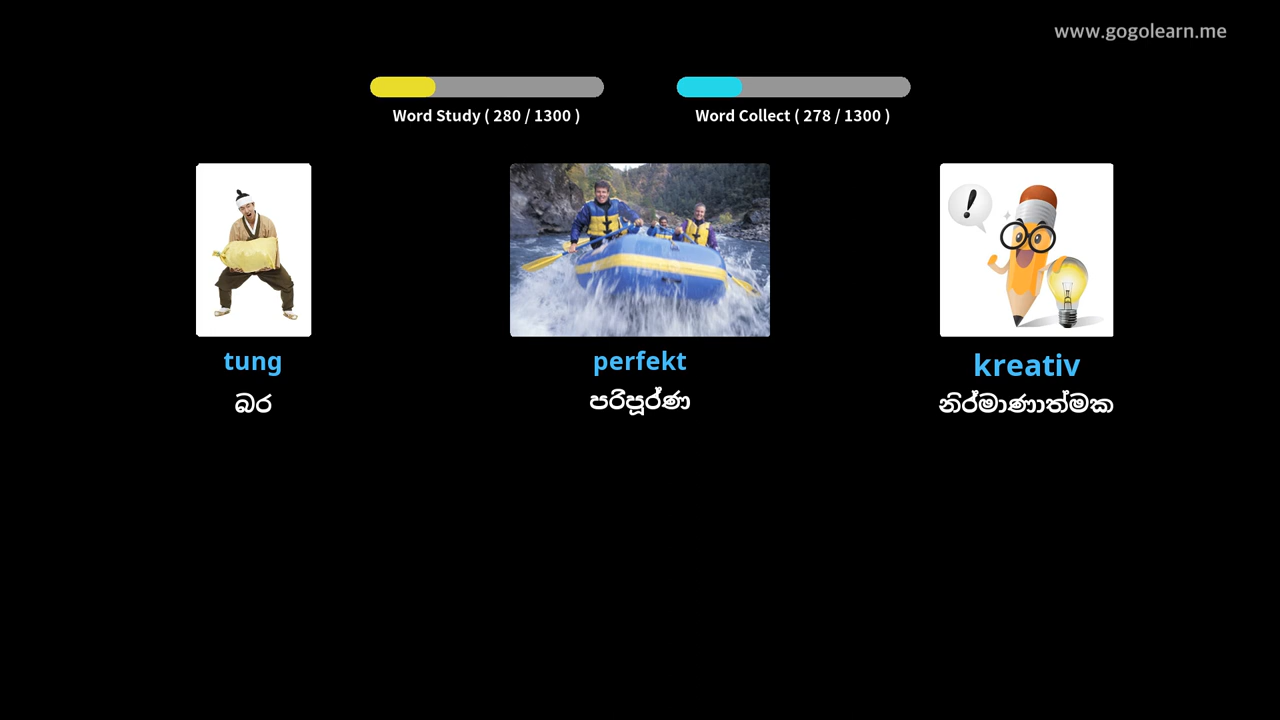 www.gogolearn.me
Word Study ( 280 / 1300 )
Word Collect ( 278 / 1300 )
!
tung
perfekt
kreativ
බර
පරිපූර්ණ
නිර්මාණාත්මක